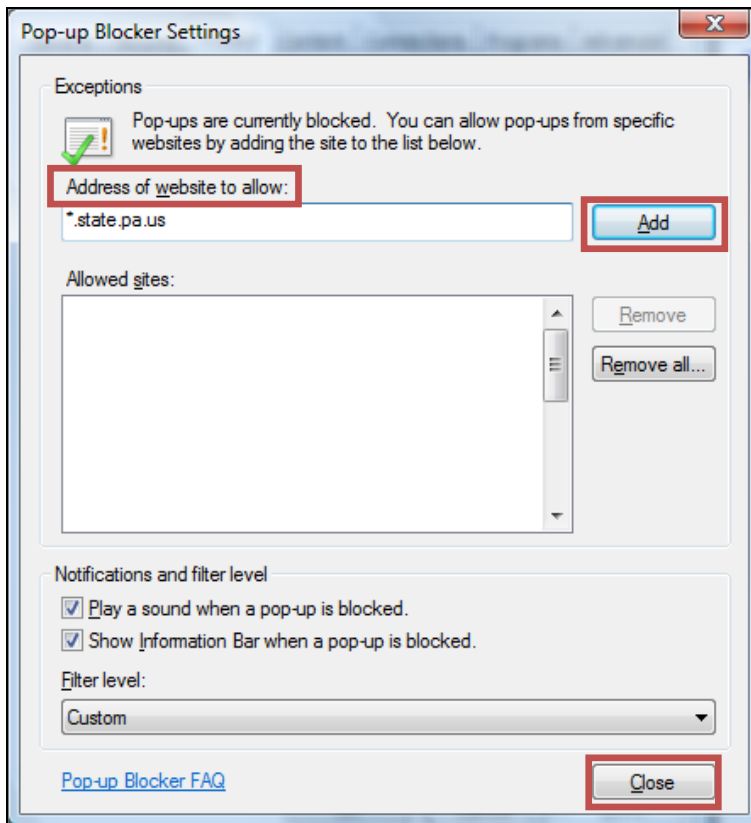 Pop-up Blocker Settings
Exceptions
Pop-ups are currently blocked. You can allow pop-ups from specific
websites by adding the site to the list below.
Address of website to allow:
*.state.pa.us
Add
Allowed sites:
Remove
Remove all...
Notifications and filter level
Play a sound when a pop-up is blocked.
Show Information Bar when a pop-up is blocked.
Filter level:
Custom
Pop-up Blocker FAQ
Close